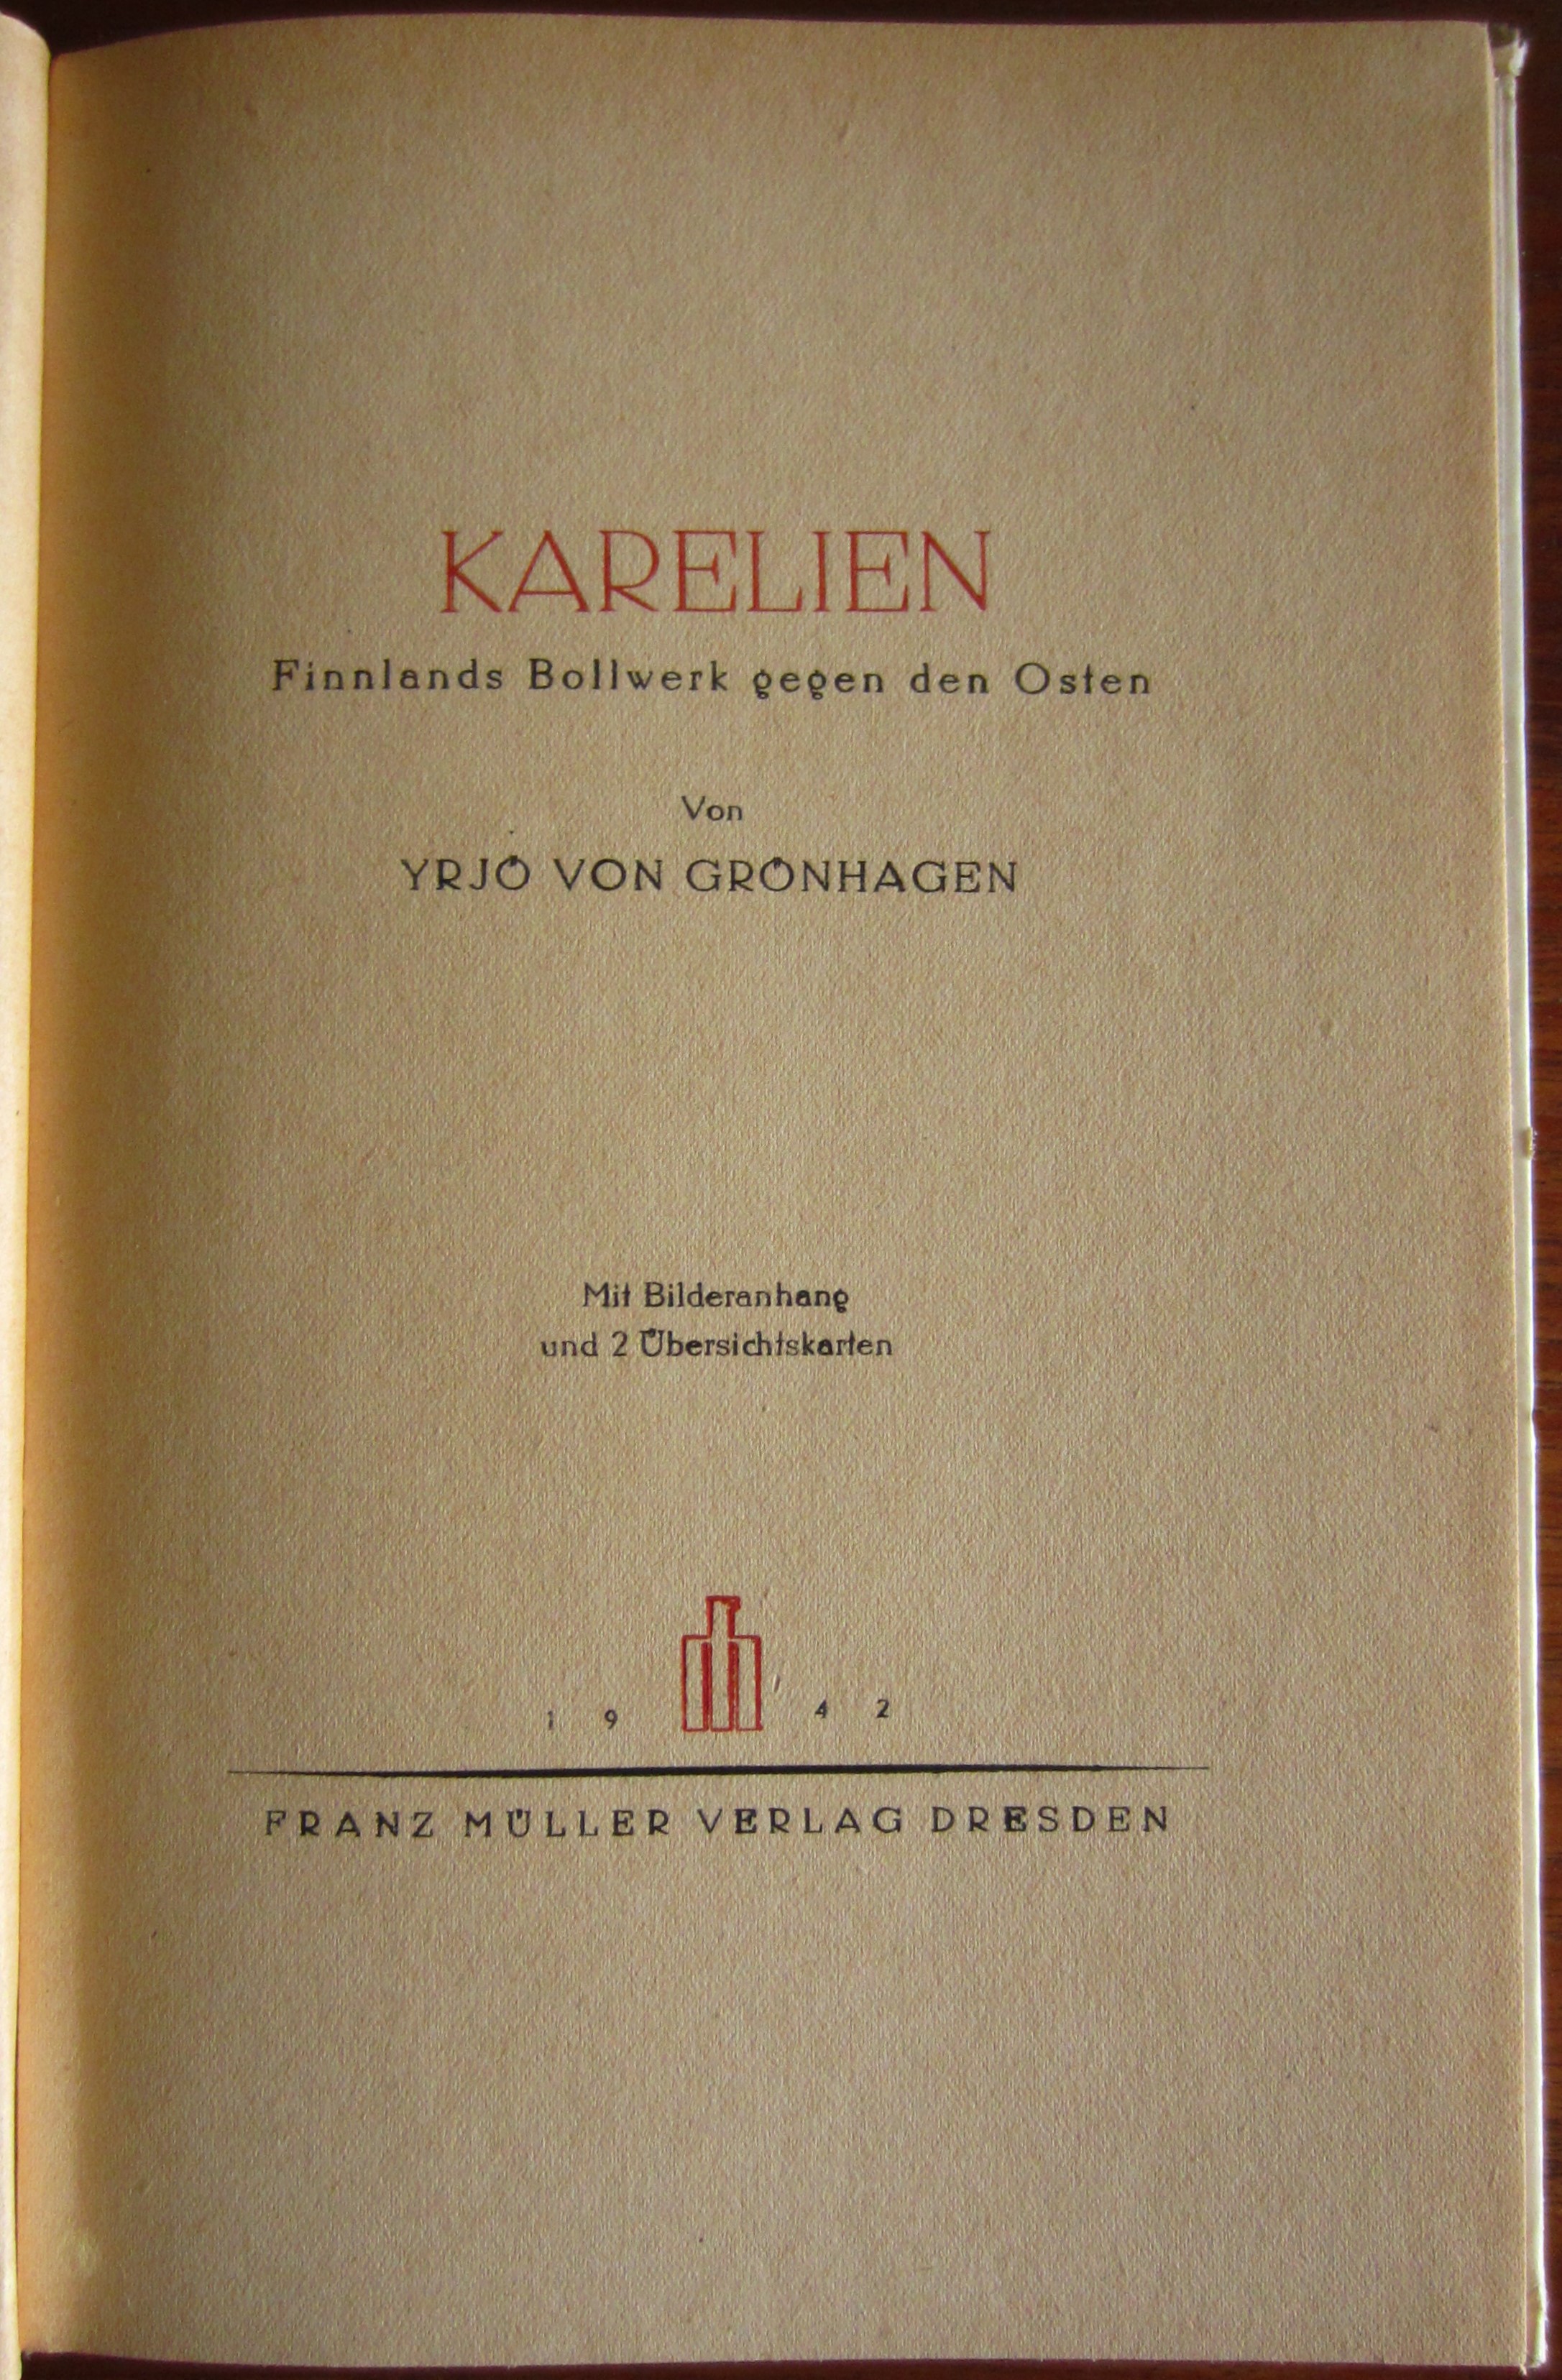 KARELIEN
Finnlands Bollwerk gegen den Osten
Von
YRJÖ VON GRÖNHAGEN
Mit Bilderanhang
und 2 Übersichtskarten
1 9 4 2
FRANZ MÜLLER VERLAG DRESDEN